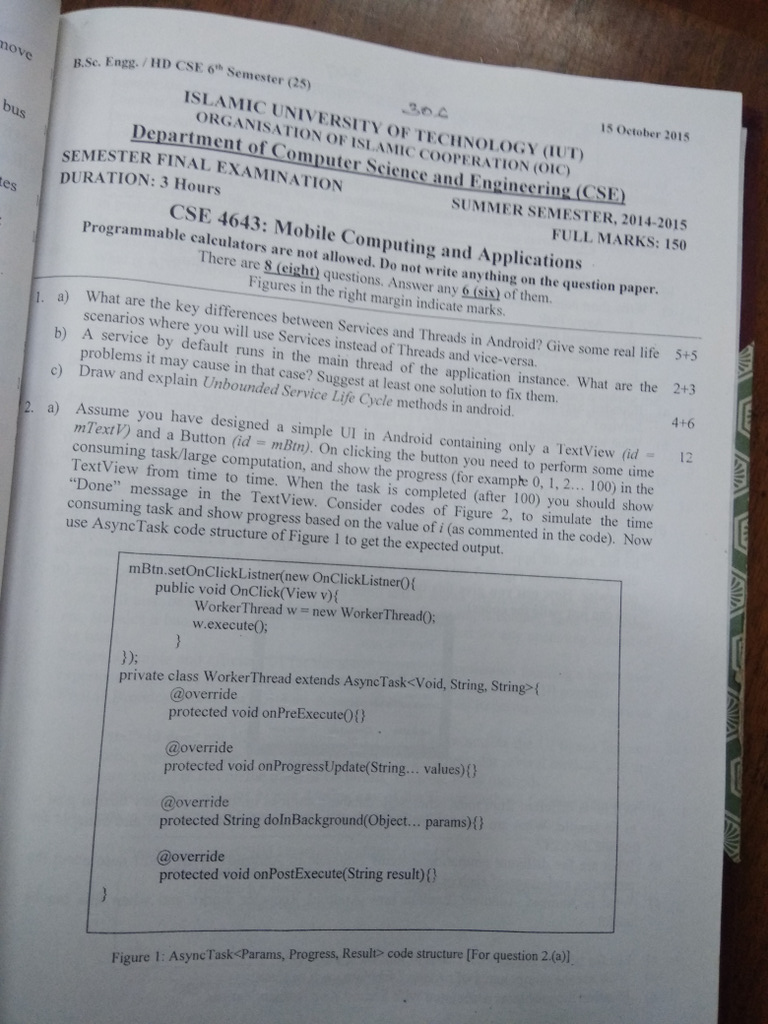 move
bus
tes
B.Sc. Engg. / HD CSE 6th Semester (25)
15 October 2015
ISLAMIC UNIVERSITY OF TECHNOLOGY (IUT)
ORGANISATION OF ISLAMIC COOPERATION (OIC)
Department of Computer Science and Engineering (CSE)
SEMESTER FINAL EXAMINATION
SUMMER SEMESTER, 2014-2015
DURATION: 3 Hours
FULL MARKS: 150
CSE 4643: Mobile Computing and Applications
Programmable calculators are not allowed. Do not write anything on the question paper.
There are 8 (eight) questions. Answer any 6 (six) of them.
Figures in the right margin indicate marks.
1. a) What are the key differences between Services and Threads in Android? Give some real life 5+5
scenarios where you will use Services instead of Threads and vice-versa.
b) A service by default runs in the main thread of the application instance. What are the 2+3
problems it may cause in that case? Suggest at least one solution to fix them.
c) Draw and explain Unbounded Service Life Cycle methods in android. 4+6
2. a) Assume you have designed a simple UI in Android containing only a TextView (id = 12
mTextV) and a Button (id = mBtn). On clicking the button you need to perform some time
consuming task/large computation, and show the progress (for example 0, 1, 2... 100) in the
TextView from time to time. When the task is completed (after 100) you should show
“Done” message in the TextView. Consider codes of Figure 2, to simulate the time
consuming task and show progress based on the value of i (as commented in the code). Now
use AsyncTask code structure of Figure 1 to get the expected output.
mBtn.setOnClickListner(new OnClickListner(){
public void OnClick(View v){
WorkerThread w = new WorkerThread();
w.execute();
}
});
private class WorkerThread extends AsyncTask<Void, String, String>{
@override
protected void onPreExecute(){}
@override
protected void onProgressUpdate(String... values){}
@override
protected String doInBackground(Object... params){}
@override
protected void onPostExecute(String result){}
}
Figure 1: AsyncTask<Params, Progress, Result> code structure [For question 2.(a)]